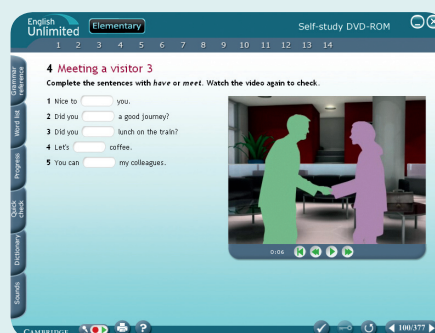 English
Unlimited
Elementary
Self-study DVD-ROM
1 2 3 4 5 6 7 8 9 10 11 12 13 14
Grammar
reference
Word list
Progress
Quick
check
Dictionary
Sounds
4 Meeting a visitor 3
Complete the sentences with have or meet. Watch the video again to check.
1 Nice to you.
2 Did you a good journey?
3 Did you lunch on the train?
4 Let's coffee.
5 You can my colleagues.
0:06
CAMBRIDGE
?
100/377